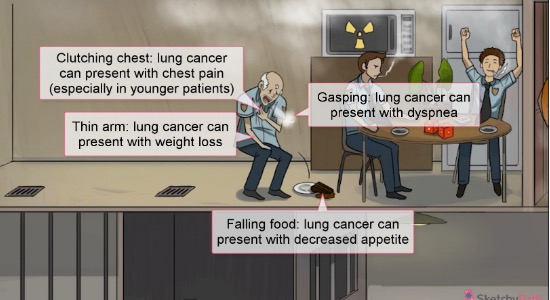 Clutching chest: lung cancer
can present with chest pain
(especially in younger patients)
Gasping: lung cancer can
present with dyspnea
Thin arm: lung cancer can
present with weight loss
Falling food: lung cancer can
present with decreased appetite